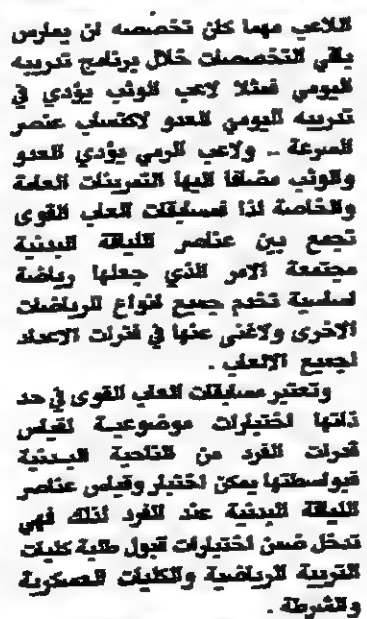 اللاعب مهما كان تخصصه ان يمارس
باقي التخصصات خلال برنامج تدريبه
اليومي فمثلا لاعب الوثب يؤدي في
تدريبه اليومي العدو لاكتساب عنصر
السرعة .. ولاعب الرمي يؤدي العدو
والوثب مضافا اليها التمرينات العامة
والخاصة لذا فمسابقات العاب القوى
تجمع بين عناصر اللياقة البدنية
مجتمعة الامر الذي جعلها رياضة
اساسية تخدم جميع انواع الرياضات
الاخرى ولاغنى عنها في فترات الاعداد
لجميع الالعاب .
وتعتبر مسابقات العاب القوى في حد
ذاتها اختبارات موضوعية لقياس
قدرات الفرد من الناحية البدنية
فبواسطتها يمكن اختبار وقياس عناصر
اللياقة البدنية عند الفرد لذلك فهي
تدخل ضمن اختبارات قبول طلبة كليات
التربية الرياضية والكليات العسكرية
والشرطة .